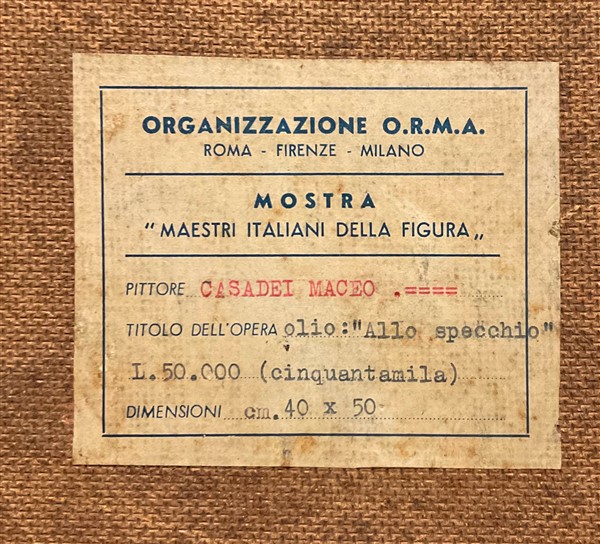 ORGANIZZAZIONE O.R.M.A.
ROMA - FIRENZE - MILANO
MOSTRA
"MAESTRI ITALIANI DELLA FIGURA„
PITTORE CASADEI MACEO .====
TITOLO DELL'OPERA olio:"Allo specchio"
L.50.000 (cinquantamila)
DIMENSIONI cm.40 x 50